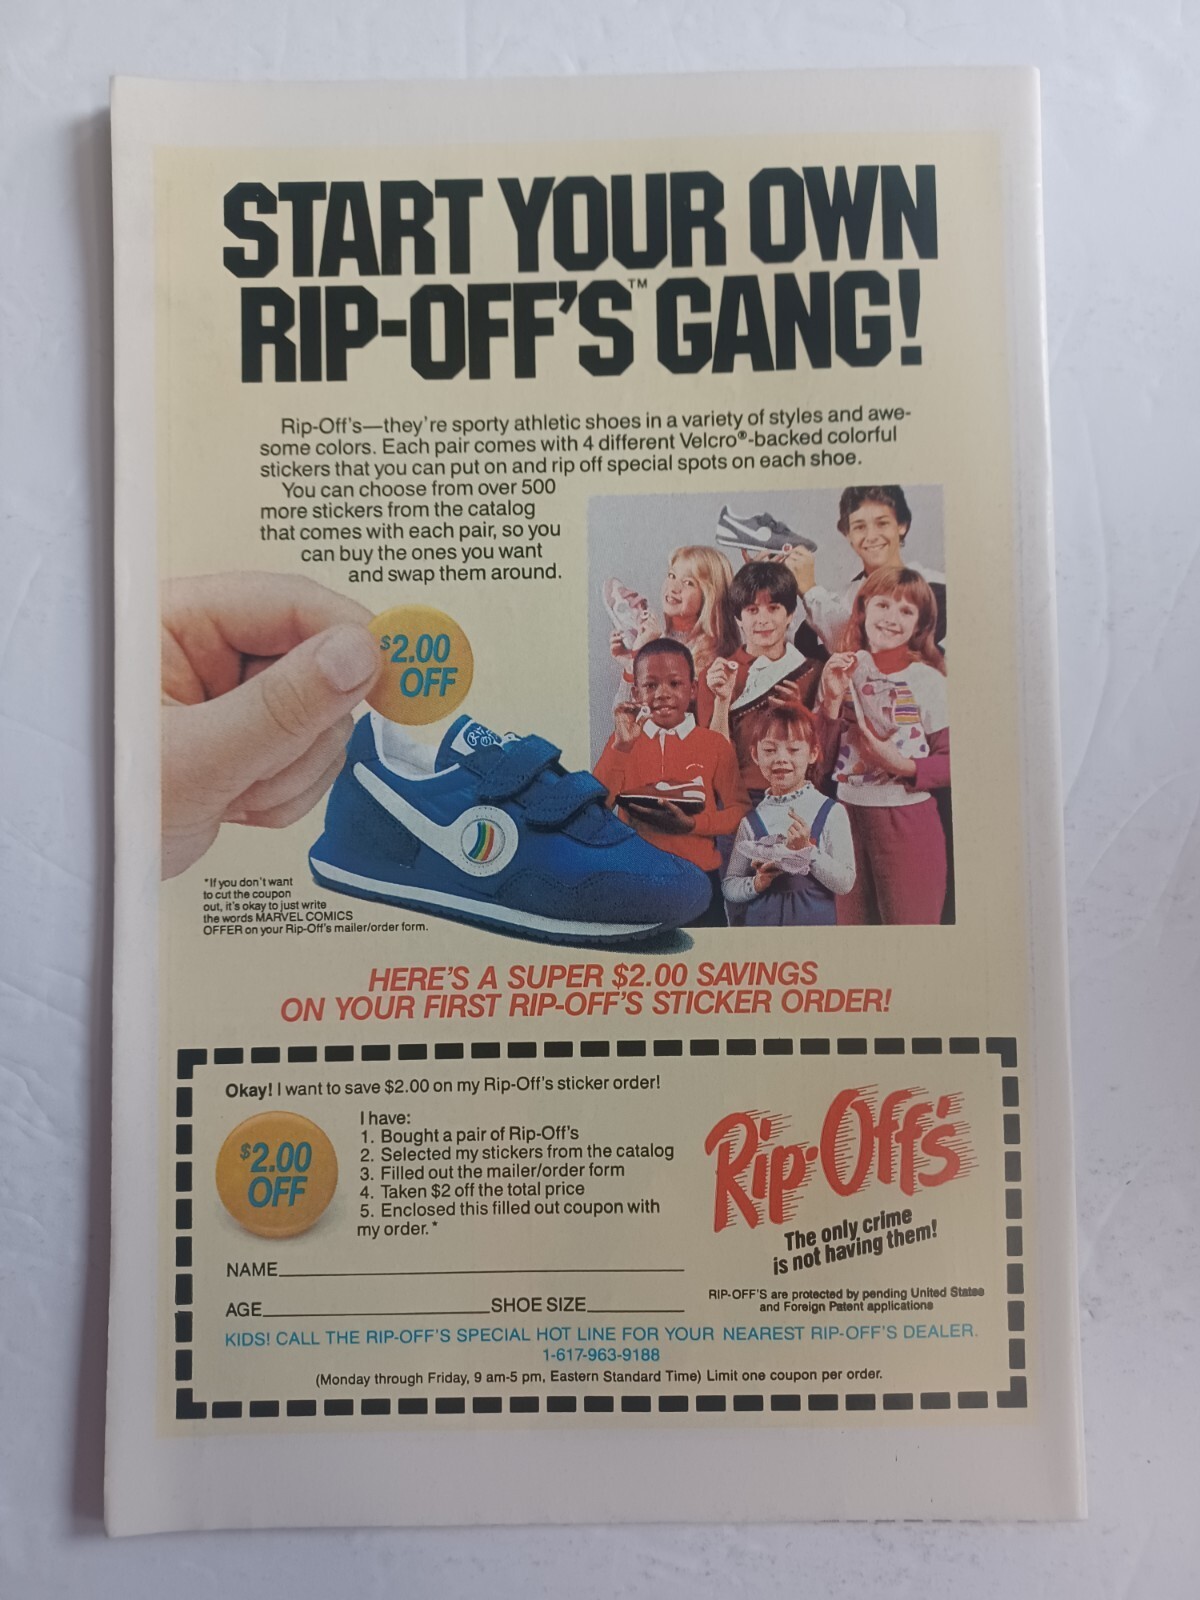 START YOUR OWN
RIP-OFF'S™ GANG!
Rip-Off's—they're sporty athletic shoes in a variety of styles and awe-
some colors. Each pair comes with 4 different Velcro®-backed colorful
stickers that you can put on and rip off special spots on each shoe.
You can choose from over 500
more stickers from the catalog
that comes with each pair, so you
can buy the ones you want
and swap them around.
$2.00
OFF
*If you don't want
to cut the coupon
out, it's okay to just write
the words MARVEL COMICS
OFFER on your Rip-Off's mailer/order form.
HERE'S A SUPER $2.00 SAVINGS
ON YOUR FIRST RIP-OFF'S STICKER ORDER!
Okay! I want to save $2.00 on my Rip-Off's sticker order!
$2.00
OFF
I have:
1. Bought a pair of Rip-Off's
2. Selected my stickers from the catalog
3. Filled out the mailer/order form
4. Taken $2 off the total price
5. Enclosed this filled out coupon with
my order.*
Rip-Off's
The only crime
is not having them!
NAME
AGE SHOE SIZE
RIP-OFF'S are protected by pending United States
and Foreign Patent applications
KIDS! CALL THE RIP-OFF'S SPECIAL HOT LINE FOR YOUR NEAREST RIP-OFF'S DEALER.
1-617-963-9188
(Monday through Friday, 9 am-5 pm, Eastern Standard Time) Limit one coupon per order.